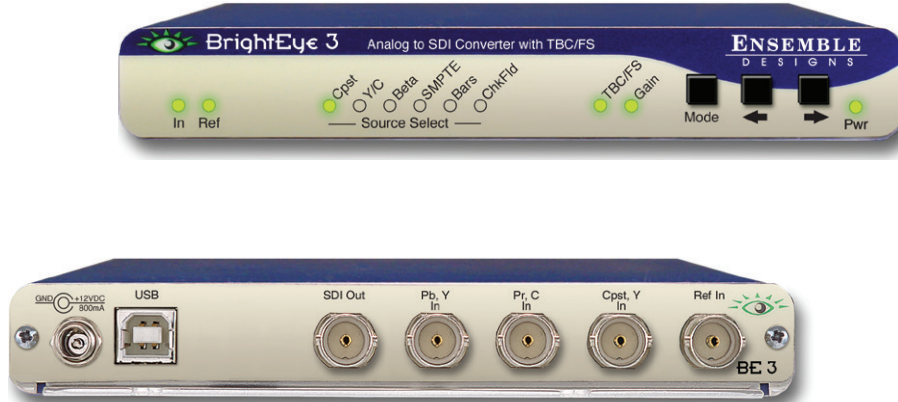 BrightEye 3 Analog to SDI Converter with TBC/FS ENSEMBLE
DESIGNS
Cpst Y/C Beta SMPTE Bars ChkFld TBC/FS Gain
In Ref Source Select Mode Pwr
GND +12VDC
800mA
USB
SDI Out
Pb, Y
In
Pr, C
In
Cpst, Y
In
Ref In
BE 3